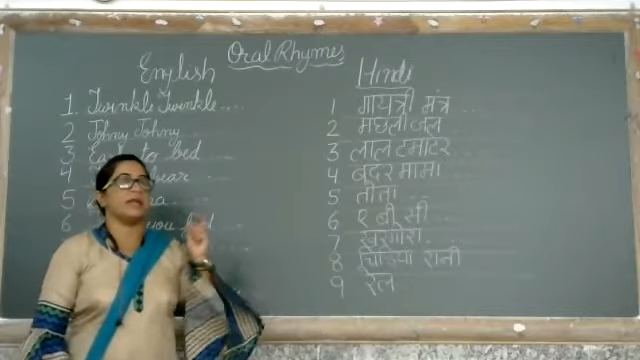 Oral Rhymes
English
1. Twinkle Twinkle....
2 Johny Johny
3 Early to bed ....
4
5
6 you
Hindi
1 गायत्री मंत्र ..
2 मछली जल
3 लाल टमाटर
4 बंदर मामा
5 तोता
6 ए बी सी
7 खरगोश
8 चिड़िया रानी
9 रेल